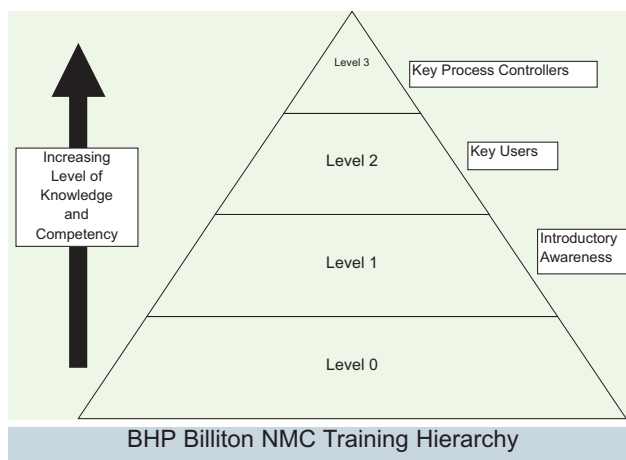 Level 3
Key Process Controllers
Increasing
Level of
Knowledge
and
Competency
Level 2
Key Users
Level 1
Introductory
Awareness
Level 0
BHP Billiton NMC Training Hierarchy